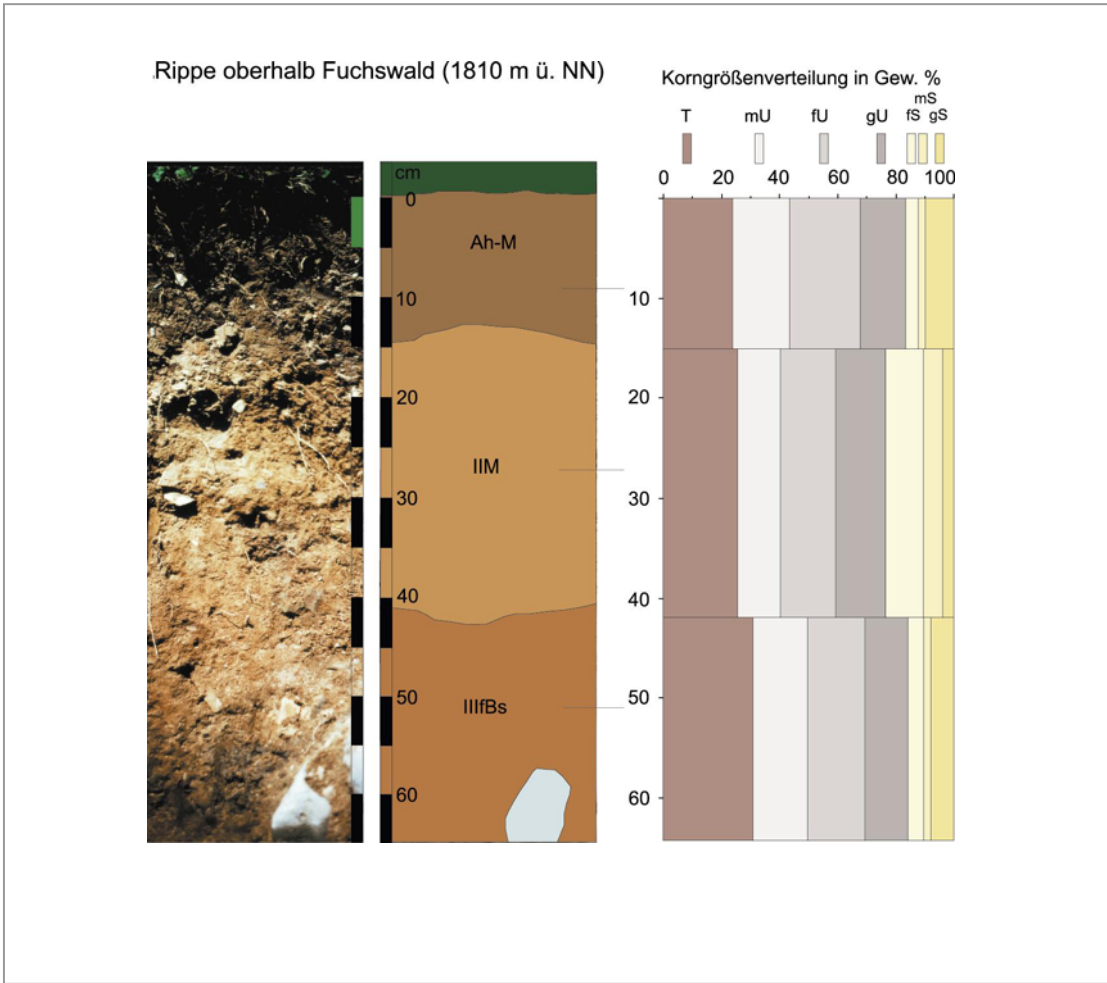 Rippe oberhalb Fuchswald (1810 m ü. NN)
Korngrößenverteilung in Gew. %
mS
T mU fU gU fS gS
0 20 40 60 80 100
cm
0
Ah-M
10
20
IIM
30
40
50
IIIfBs
60
10
20
30
40
50
60